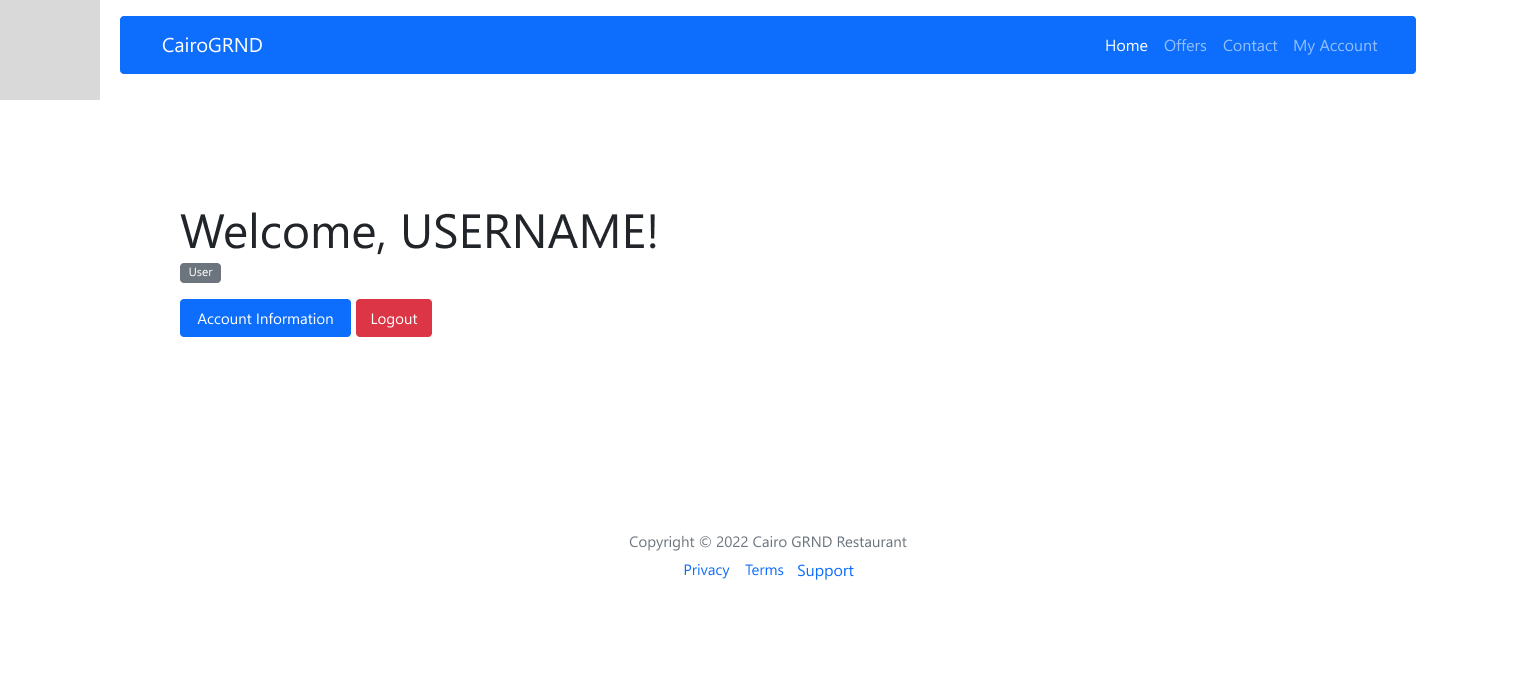 CairoGRND Home Offers Contact My Account
Welcome, USERNAME!
User
Account Information Logout
Copyright © 2022 Cairo GRND Restaurant
Privacy Terms Support